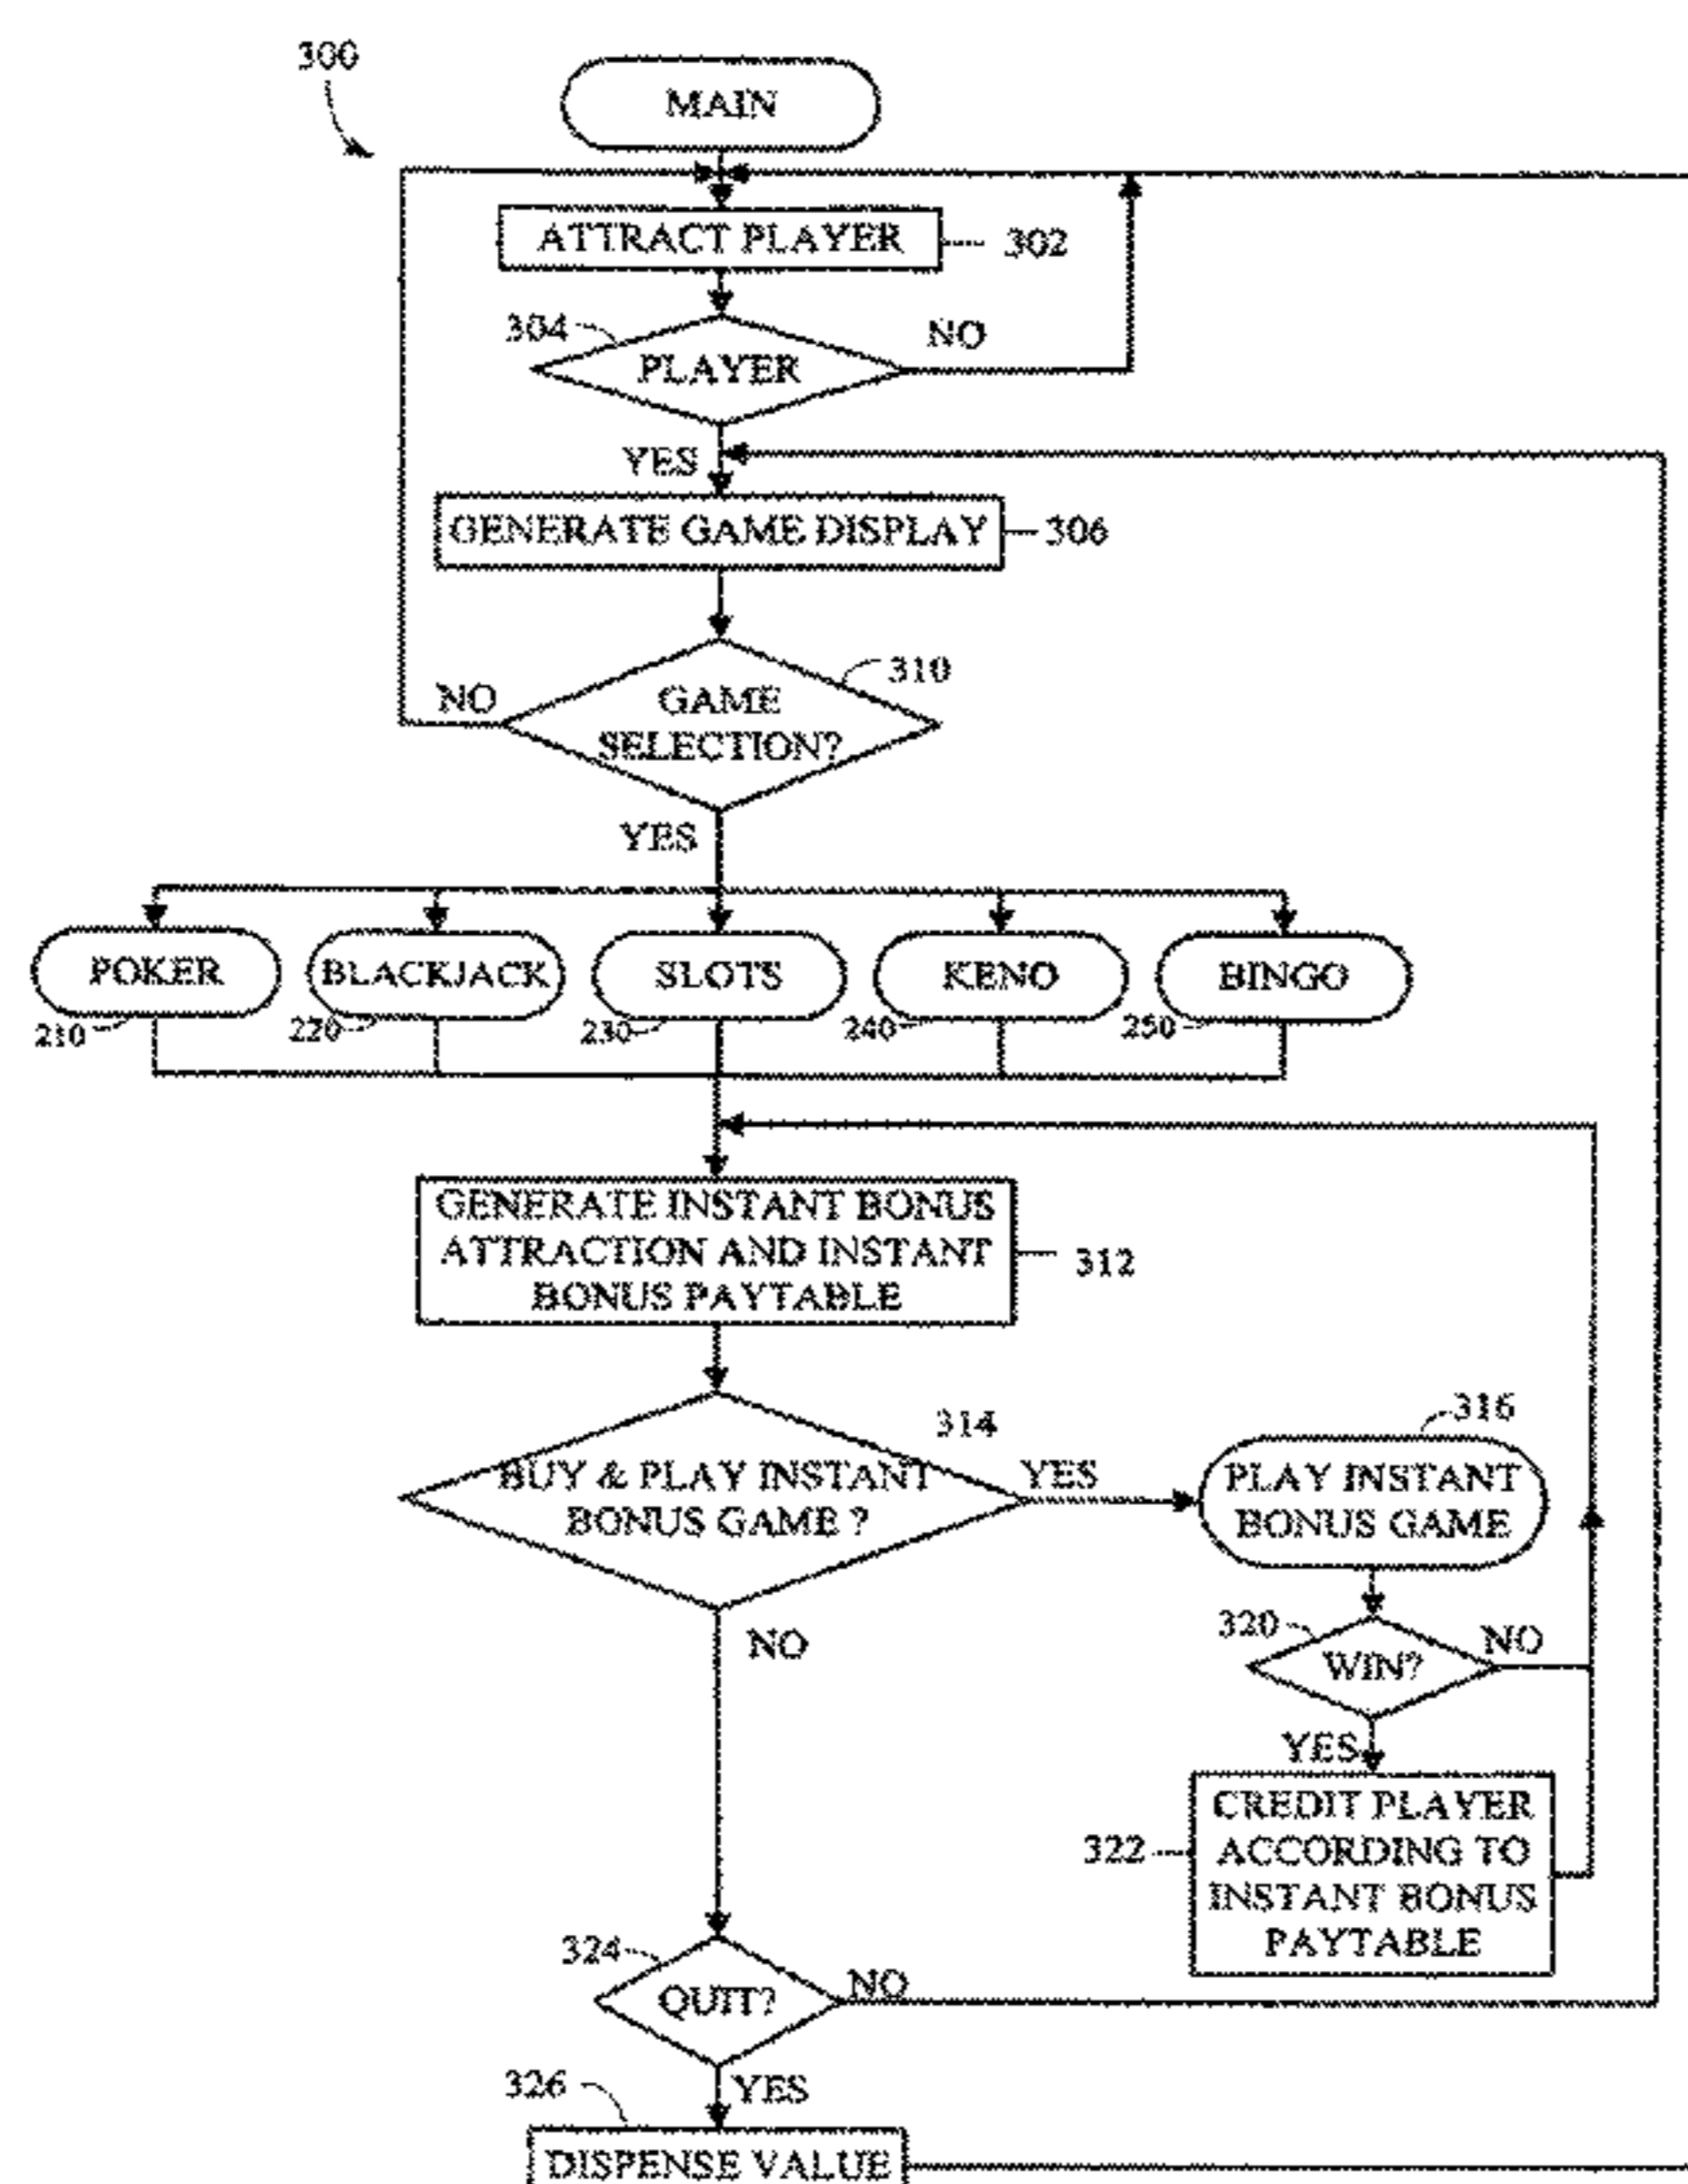 300
MAIN
ATTRACT PLAYER
302
304
PLAYER
NO
YES
GENERATE GAME DISPLAY
306
310
NO
GAME
SELECTION?
YES
POKER
BLACKJACK
SLOTS
KENO
BINGO
210
220
230
240
250
GENERATE INSTANT BONUS
ATTRACTION AND INSTANT
BONUS PAYTABLE
312
314
BUY & PLAY INSTANT
BONUS GAME ?
YES
316
PLAY INSTANT
BONUS GAME
NO
320
WIN?
NO
YES
322
CREDIT PLAYER
ACCORDING TO
INSTANT BONUS
PAYTABLE
324
QUIT?
NO
YES
326
DISPENSE VALUE